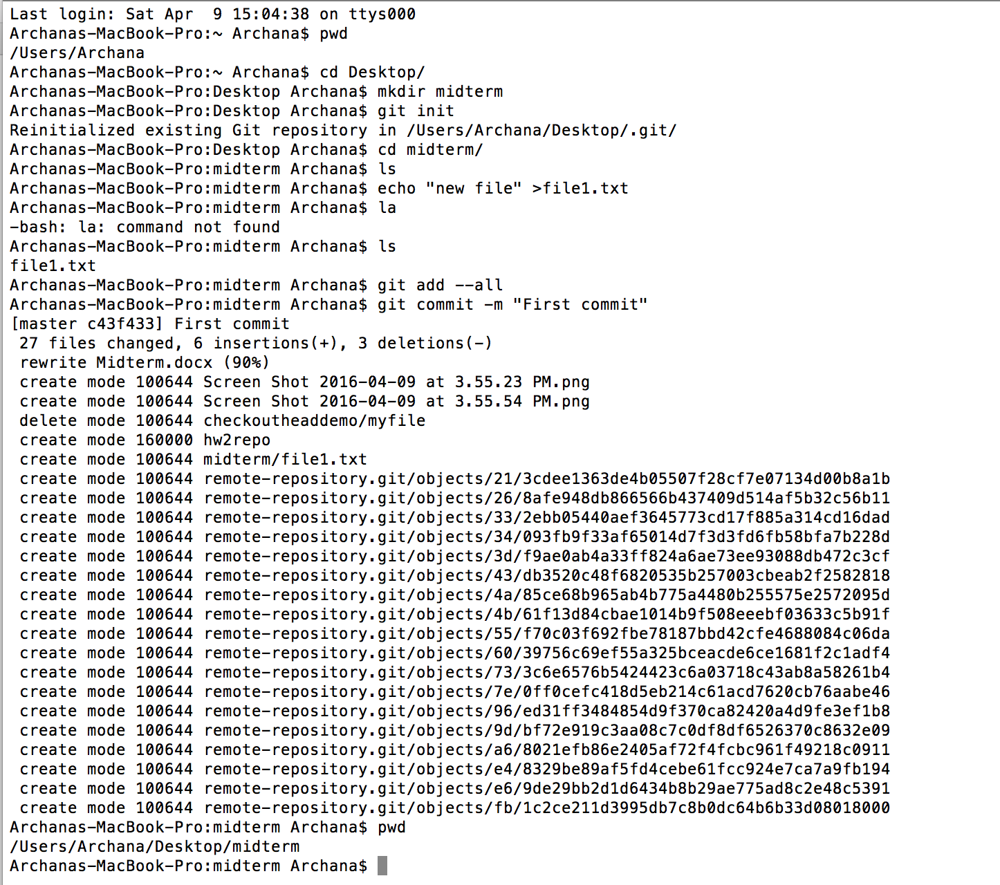 Last login: Sat Apr  9 15:04:38 on ttys000
Archanas-MacBook-Pro:~ Archana$ pwd
/Users/Archana
Archanas-MacBook-Pro:~ Archana$ cd Desktop/
Archanas-MacBook-Pro:Desktop Archana$ mkdir midterm
Archanas-MacBook-Pro:Desktop Archana$ git init
Reinitialized existing Git repository in /Users/Archana/Desktop/.git/
Archanas-MacBook-Pro:Desktop Archana$ cd midterm/
Archanas-MacBook-Pro:midterm Archana$ ls
Archanas-MacBook-Pro:midterm Archana$ echo "new file" >file1.txt
Archanas-MacBook-Pro:midterm Archana$ la
-bash: la: command not found
Archanas-MacBook-Pro:midterm Archana$ ls
file1.txt
Archanas-MacBook-Pro:midterm Archana$ git add --all
Archanas-MacBook-Pro:midterm Archana$ git commit -m "First commit"
[master c43f433] First commit
 27 files changed, 6 insertions(+), 3 deletions(-)
 rewrite Midterm.docx (90%)
 create mode 100644 Screen Shot 2016-04-09 at 3.55.23 PM.png
 create mode 100644 Screen Shot 2016-04-09 at 3.55.54 PM.png
 delete mode 100644 checkoutheaddemo/myfile
 create mode 160000 hw2repo
 create mode 100644 midterm/file1.txt
 create mode 100644 remote-repository.git/objects/21/3cdee1363de4b05507f28cf7e07134d00b8a1b
 create mode 100644 remote-repository.git/objects/26/8afe948db866566b437409d514af5b32c56b11
 create mode 100644 remote-repository.git/objects/33/2ebb05440aef3645773cd17f885a314cd16dad
 create mode 100644 remote-repository.git/objects/34/093fb9f33af65014d7f3d3fd6fb58bfa7b228d
 create mode 100644 remote-repository.git/objects/3d/f9ae0ab4a33ff824a6ae73ee93088db472c3cf
 create mode 100644 remote-repository.git/objects/43/db3520c48f6820535b257003cbeab2f2582818
 create mode 100644 remote-repository.git/objects/4a/85ce68b965ab4b775a4480b255575e2572095d
 create mode 100644 remote-repository.git/objects/4b/61f13d84cbae1014b9f508eeebf03633c5b91f
 create mode 100644 remote-repository.git/objects/55/f70c03f692fbe78187bbd42cfe4688084c06da
 create mode 100644 remote-repository.git/objects/60/39756c69ef55a325bceacde6ce1681f2c1adf4
 create mode 100644 remote-repository.git/objects/73/3c6e6576b5424423c6a03718c43ab8a58261b4
 create mode 100644 remote-repository.git/objects/7e/0ff0cefc418d5eb214c61acd7620cb76aabe46
 create mode 100644 remote-repository.git/objects/96/ed31ff3484854d9f370ca82420a4d9fe3ef1b8
 create mode 100644 remote-repository.git/objects/9d/bf72e919c3aa08c7c0df8df6526370c8632e09
 create mode 100644 remote-repository.git/objects/a6/8021efb86e2405af72f4fcbc961f49218c0911
 create mode 100644 remote-repository.git/objects/e4/8329be89af5fd4cebe61fcc924e7ca7a9fb194
 create mode 100644 remote-repository.git/objects/e6/9de29bb2d1d6434b8b29ae775ad8c2e48c5391
 create mode 100644 remote-repository.git/objects/fb/1c2ce211d3995db7c8b0dc64b6b33d08018000
Archanas-MacBook-Pro:midterm Archana$ pwd
/Users/Archana/Desktop/midterm
Archanas-MacBook-Pro:midterm Archana$